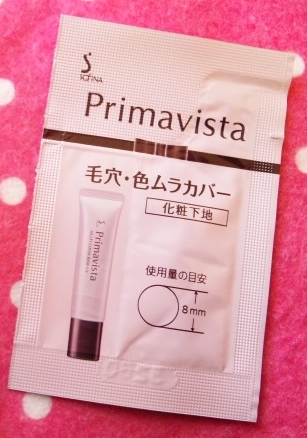 SOFINA
Primavista
毛穴・色ムラカバー
化粧下地
Primavista
使用量の目安
8mm